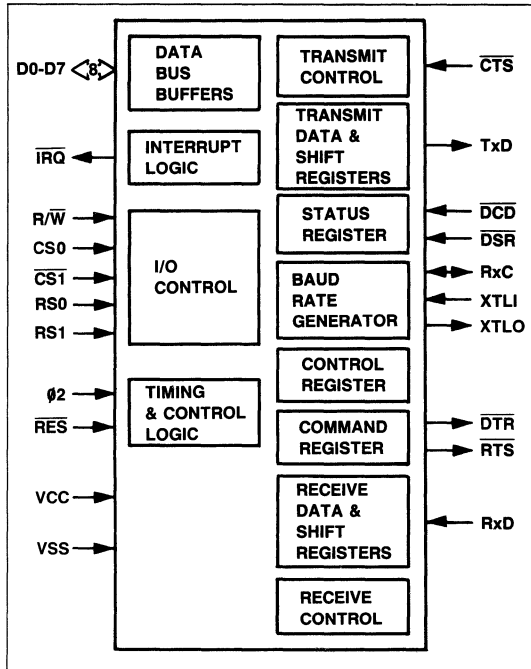 D0-D7
8
IRQ
R/W
CS0
CS1
RS0
RS1
φ2
RES
VCC
VSS
DATA
BUS
BUFFERS
INTERRUPT
LOGIC
I/O
CONTROL
TIMING
& CONTROL
LOGIC
TRANSMIT
CONTROL
TRANSMIT
DATA &
SHIFT
REGISTERS
STATUS
REGISTER
BAUD
RATE
GENERATOR
CONTROL
REGISTER
COMMAND
REGISTER
RECEIVE
DATA &
SHIFT
REGISTERS
RECEIVE
CONTROL
CTS
TxD
DCD
DSR
RxC
XTLI
XTLO
DTR
RTS
RxD